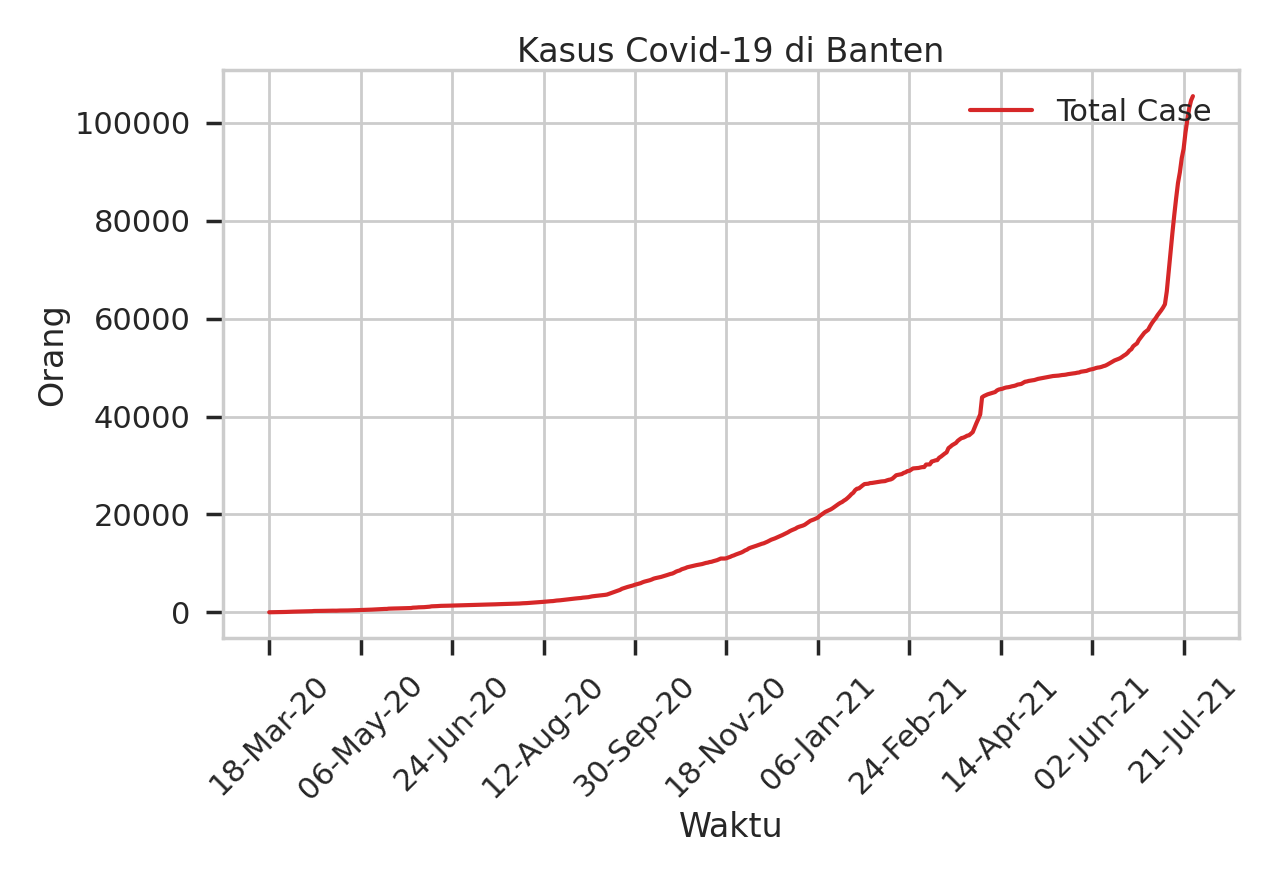 Kasus Covid-19 di Banten
Total Case
Orang
100000
80000
60000
40000
20000
0
18-Mar-20
06-May-20
24-Jun-20
12-Aug-20
30-Sep-20
18-Nov-20
06-Jan-21
24-Feb-21
14-Apr-21
02-Jun-21
21-Jul-21
Waktu